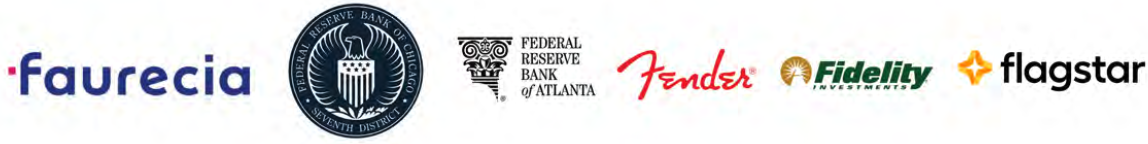 faurecia
FEDERAL RESERVE BANK OF CHICAGO
SEVENTH DISTRICT
FEDERAL
RESERVE
BANK
of ATLANTA
Fender
Fidelity
INVESTMENTS
flagstar